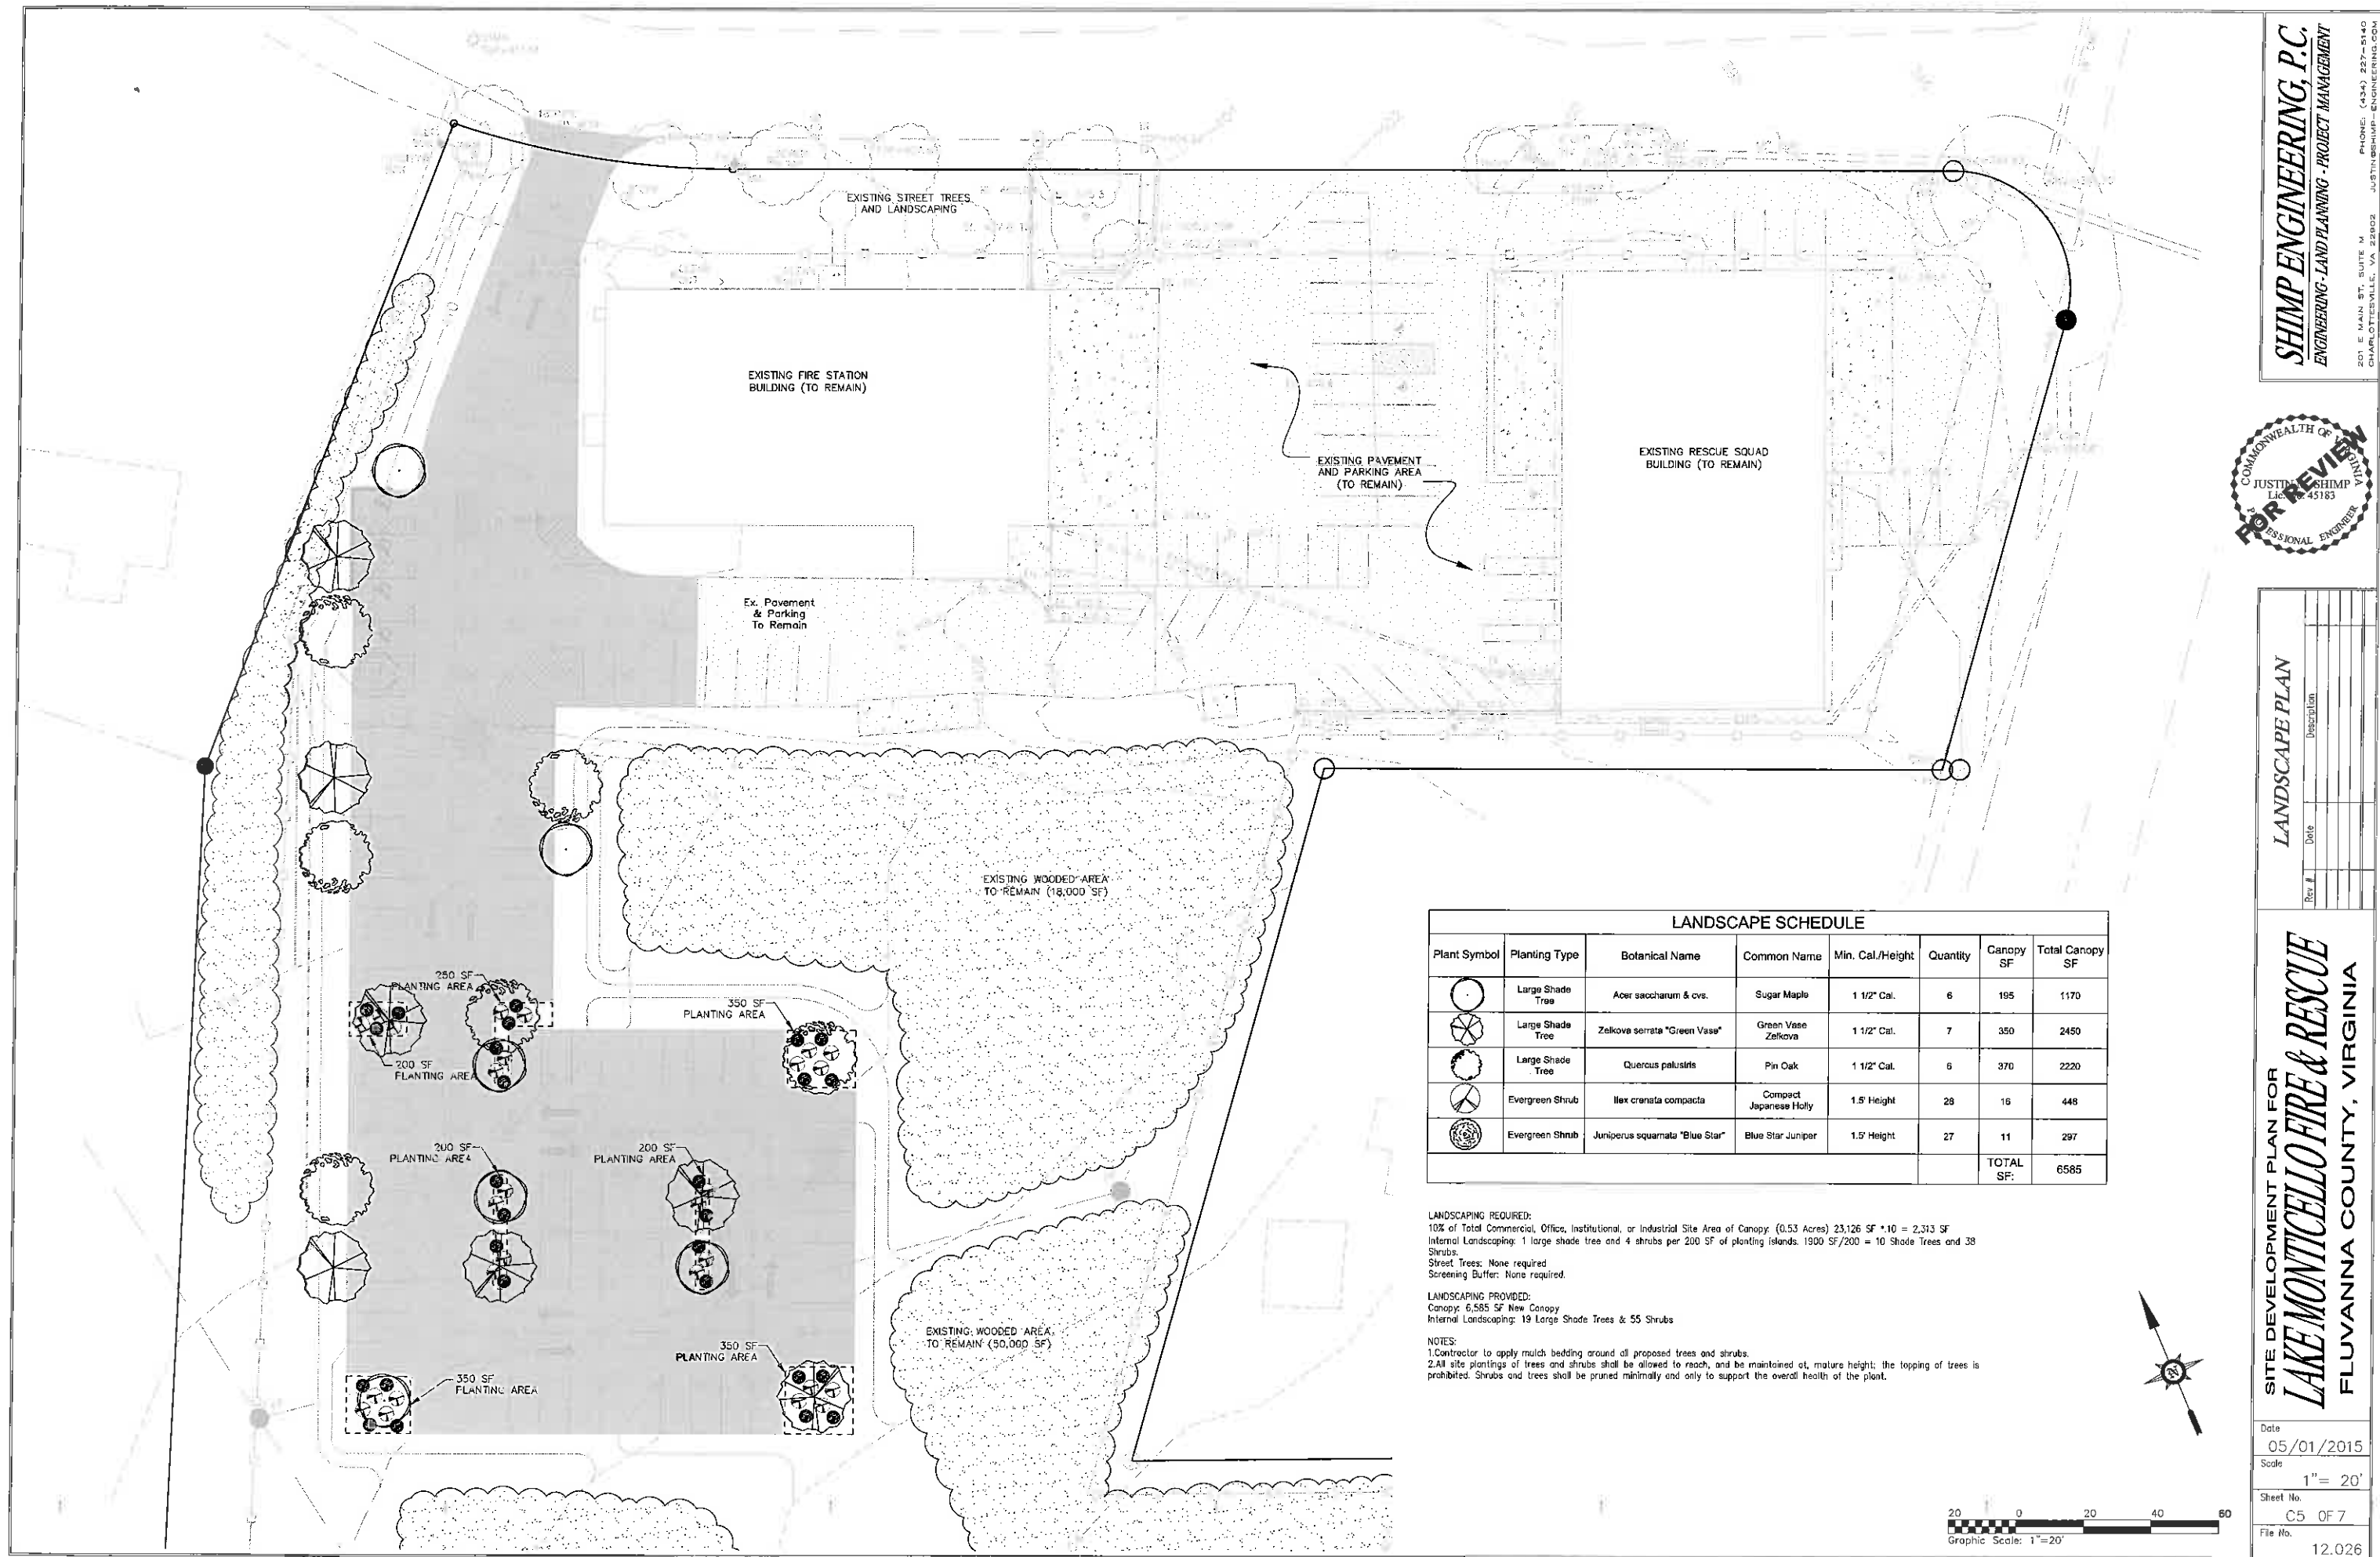 EXISTING STREET TREES
AND LANDSCAPING
EXISTING FIRE STATION
BUILDING (TO REMAIN)
EXISTING PAVEMENT
AND PARKING AREA
(TO REMAIN)
EXISTING RESCUE SQUAD
BUILDING (TO REMAIN)
Ex. Pavement
& Parking
To Remain
EXISTING WOODED AREA
TO REMAIN (18,000 SF)
250 SF
PLANTING AREA
350 SF
PLANTING AREA
200 SF
PLANTING AREA
200 SF
PLANTING AREA
200 SF
PLANTING AREA
EXISTING WOODED AREA
TO REMAIN (50,000 SF)
350 SF
PLANTING AREA
350 SF
PLANTING AREA
LANDSCAPE SCHEDULE
Plant Symbol Planting Type Botanical Name Common Name Min. Cal./Height Quantity Canopy SF Total Canopy SF
Large Shade Tree Acer saccharum & cvs. Sugar Maple 1 1/2" Cal. 6 195 1170
Large Shade Tree Zelkova serrata "Green Vase" Green Vase Zelkova 1 1/2" Cal. 7 350 2450
Large Shade Tree Quercus palustris Pin Oak 1 1/2" Cal. 6 370 2220
Evergreen Shrub Ilex crenata compacta Compact Japanese Holly 1.5' Height 28 16 448
Evergreen Shrub Juniperus squamata "Blue Star" Blue Star Juniper 1.5' Height 27 11 297
TOTAL SF: 6585
LANDSCAPING REQUIRED:
10% of Total Commercial, Office, Institutional, or Industrial Site Area of Canopy: (0.53 Acres) 23,126 SF *.10 = 2,313 SF
Internal Landscaping: 1 large shade tree and 4 shrubs per 200 SF of planting islands. 1900 SF/200 = 10 Shade Trees and 38
Shrubs.
Street Trees: None required
Screening Buffer: None required.
LANDSCAPING PROVIDED:
Canopy: 6,585 SF New Canopy
Internal Landscaping: 19 Large Shade Trees & 55 Shrubs
NOTES:
1.Contractor to apply mulch bedding around all proposed trees and shrubs.
2.All site plantings of trees and shrubs shall be allowed to reach, and be maintained at, mature height; the topping of trees is
prohibited. Shrubs and trees shall be pruned minimally and only to support the overall health of the plant.
20 0 20 40 60
Graphic Scale: 1"=20'
SHIMP ENGINEERING, P.C.
ENGINEERING - LAND PLANNING - PROJECT MANAGEMENT
201 E MAIN ST, SUITE M PHONE: (434) 227-5140
CHARLOTTESVILLE, VA 22902 JUSTIN@SHIMP-ENGINEERING.COM
COMMONWEALTH OF VIRGINIA
JUSTIN SHIMP
Lic. 45183
PROFESSIONAL ENGINEER
FOR REVIEW
LANDSCAPE PLAN
Rev # Date Description
SITE DEVELOPMENT PLAN FOR
LAKE MONTICELLO FIRE & RESCUE
FLUVANNA COUNTY, VIRGINIA
Date
05/01/2015
Scale
1"= 20'
Sheet No.
C5 OF 7
File No.
12.026